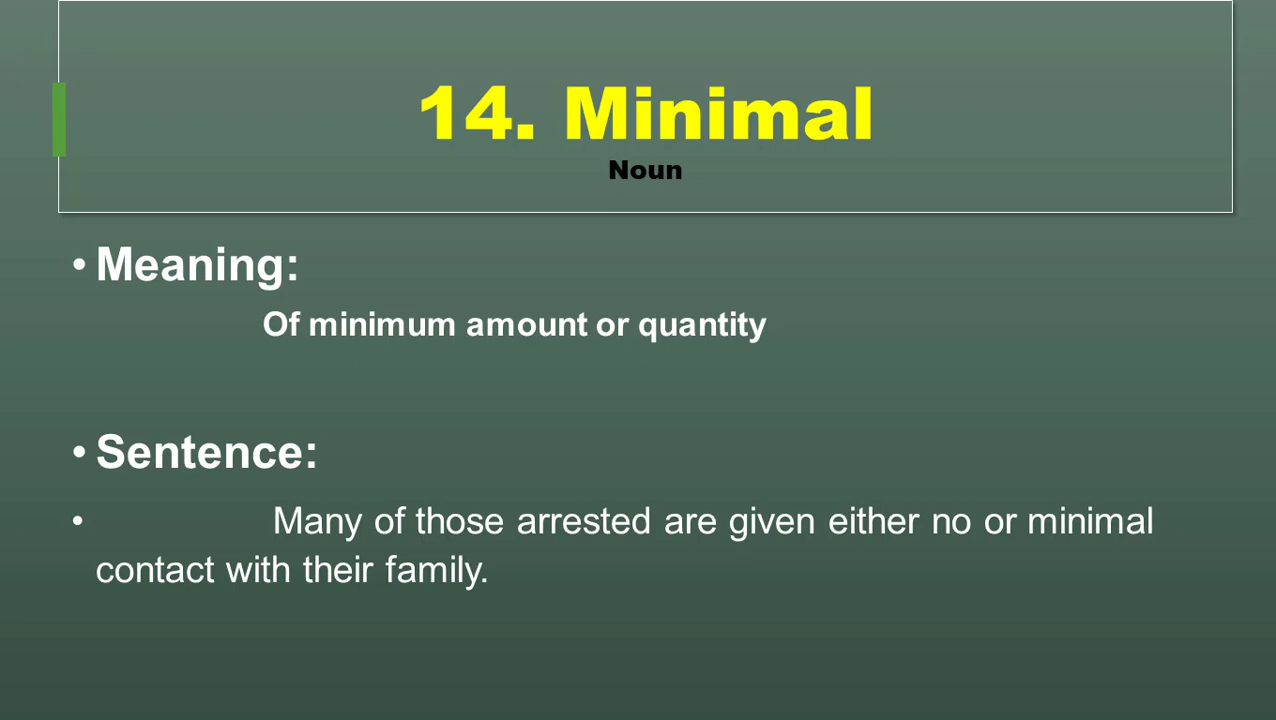 14. Minimal
Noun
• Meaning:
Of minimum amount or quantity
• Sentence:
• Many of those arrested are given either no or minimal
contact with their family.